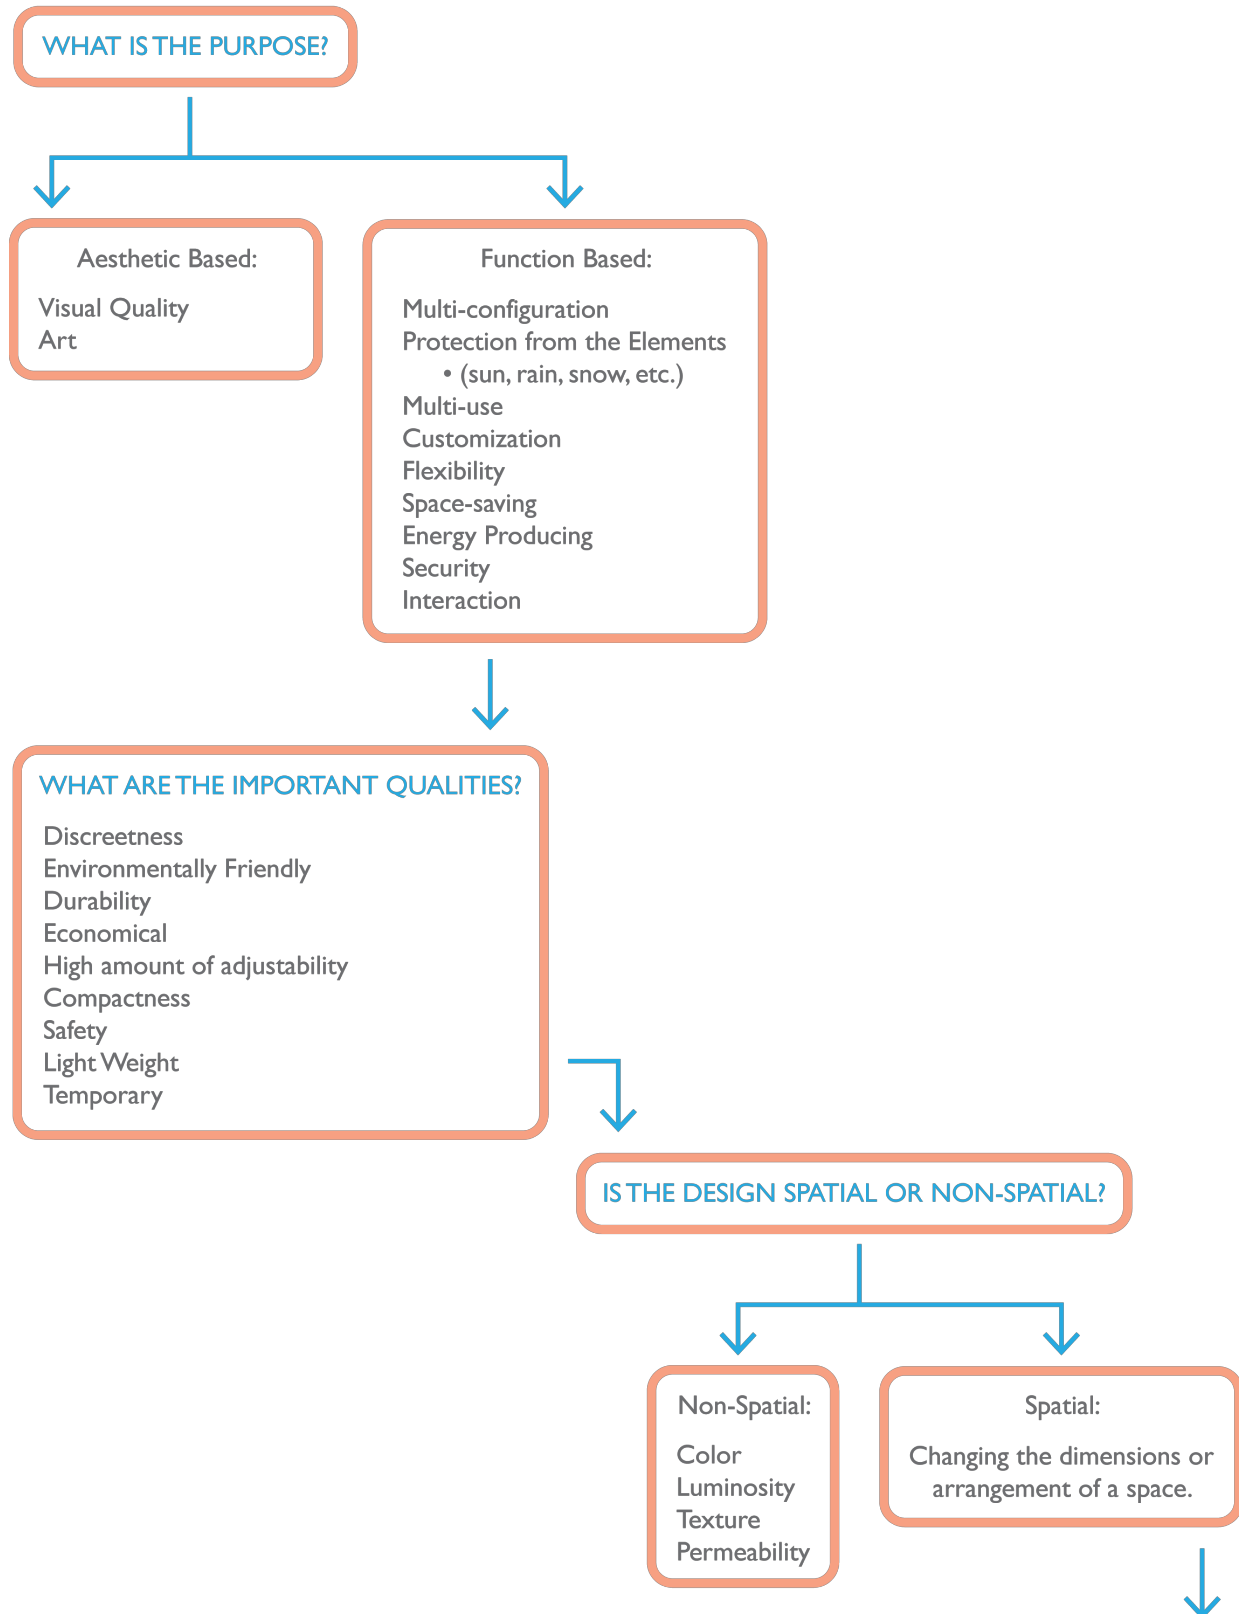 WHAT IS THE PURPOSE?
Aesthetic Based:
Visual Quality
Art
Function Based:
Multi-configuration
Protection from the Elements
• (sun, rain, snow, etc.)
Multi-use
Customization
Flexibility
Space-saving
Energy Producing
Security
Interaction
WHAT ARE THE IMPORTANT QUALITIES?
Discreetness
Environmentally Friendly
Durability
Economical
High amount of adjustability
Compactness
Safety
Light Weight
Temporary
IS THE DESIGN SPATIAL OR NON-SPATIAL?
Non-Spatial:
Color
Luminosity
Texture
Permeability
Spatial:
Changing the dimensions or
arrangement of a space.